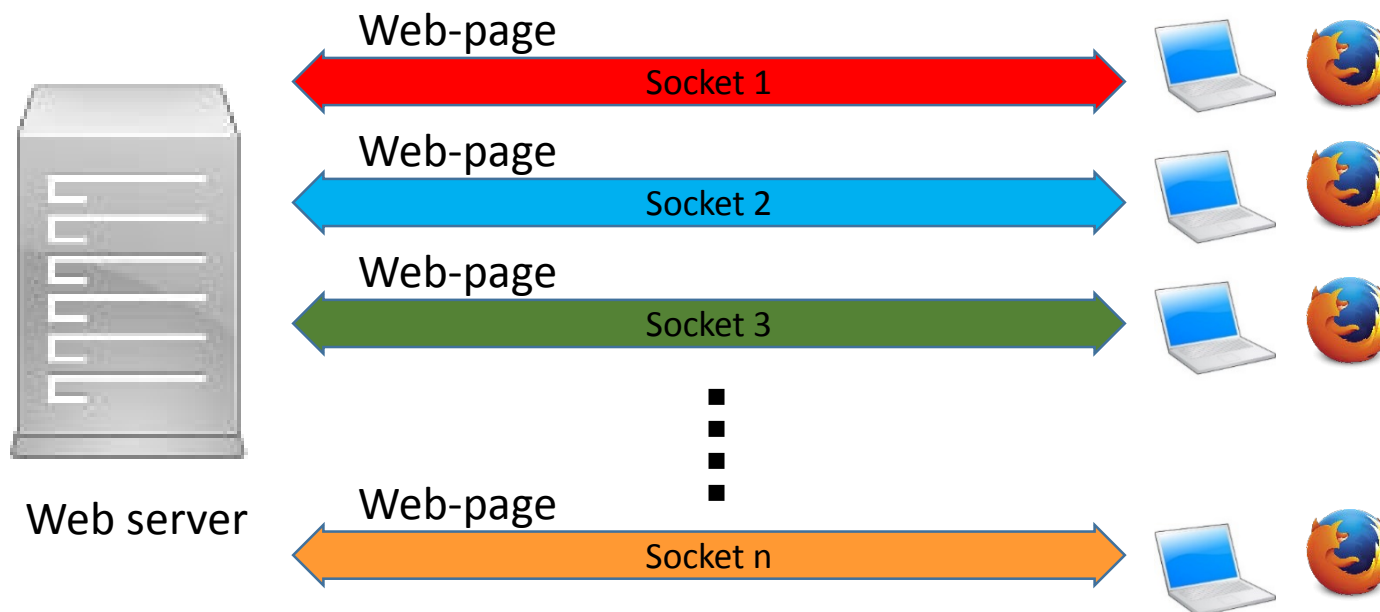 Web-page
Socket 1
Web-page
Socket 2
Web-page
Socket 3
Web-page
Web server
Socket n